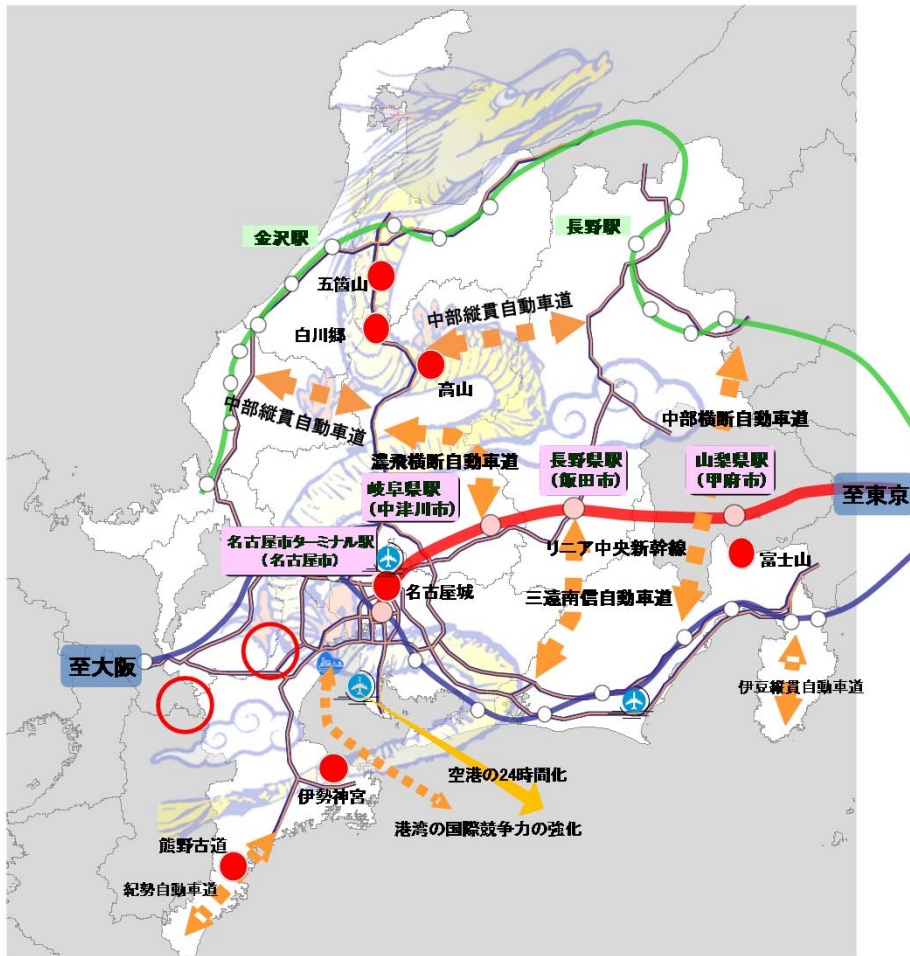 金沢駅
長野駅
五箇山
中部縦貫自動車道
白川郷
高山
中部縦貫自動車道
中部横断自動車道
濃飛横断自動車道
長野県駅
(飯田市)
山梨県駅
(甲府市)
岐阜県駅
(中津川市)
至東京
名古屋市ターミナル駅
(名古屋市)
リニア中央新幹線
富士山
名古屋城
三遠南信自動車道
至大阪
伊豆縦貫自動車道
空港の24時間化
伊勢神宮
港湾の国際競争力の強化
熊野古道
紀勢自動車道